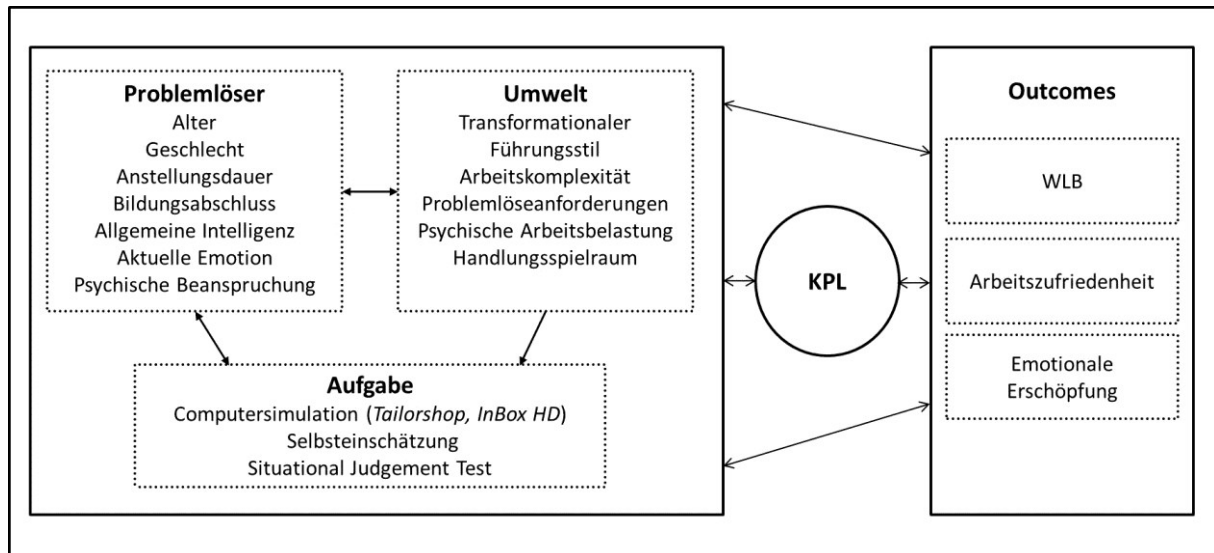 Problemlöser
Alter
Geschlecht
Anstellungsdauer
Bildungsabschluss
Allgemeine Intelligenz
Aktuelle Emotion
Psychische Beanspruchung
Umwelt
Transformationaler
Führungsstil
Arbeitskomplexität
Problemlöseanforderungen
Psychische Arbeitsbelastung
Handlungsspielraum
Aufgabe
Computersimulation (Tailorshop, InBox HD)
Selbsteinschätzung
Situational Judgement Test
KPL
Outcomes
WLB
Arbeitszufriedenheit
Emotionale
Erschöpfung